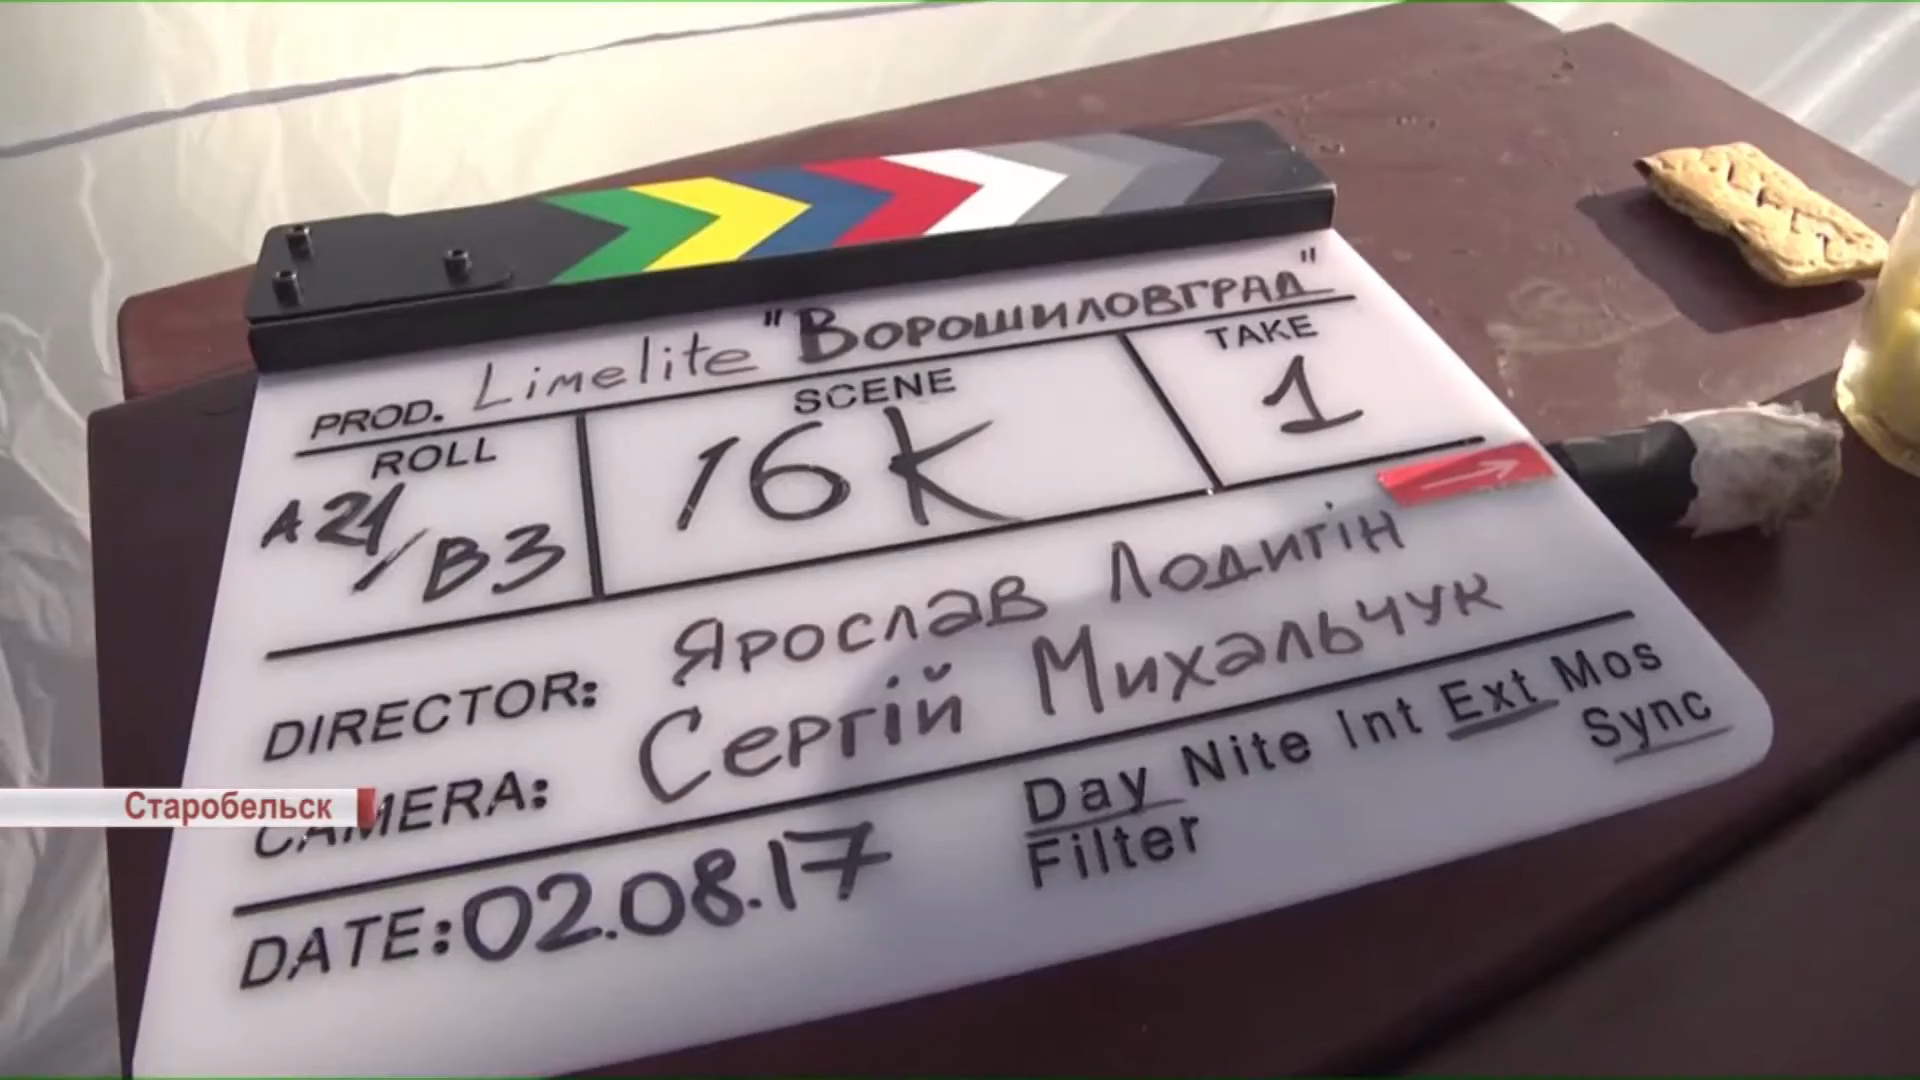 PROD. Limelite "Ворошиловград"
ROLL SCENE TAKE
A21/B3 16K 1
DIRECTOR: Ярослав Лодигін
CAMERA: Сергій Михальчук
DATE: 02.08.17 Day Nite Int Ext Mos
Filter Sync
Старобельск